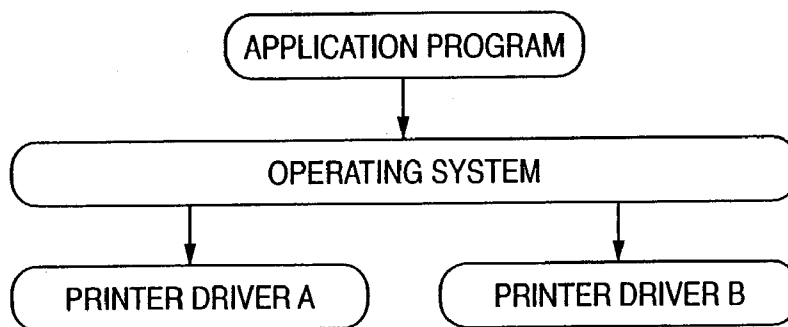 APPLICATION PROGRAM
OPERATING SYSTEM
PRINTER DRIVER A
PRINTER DRIVER B